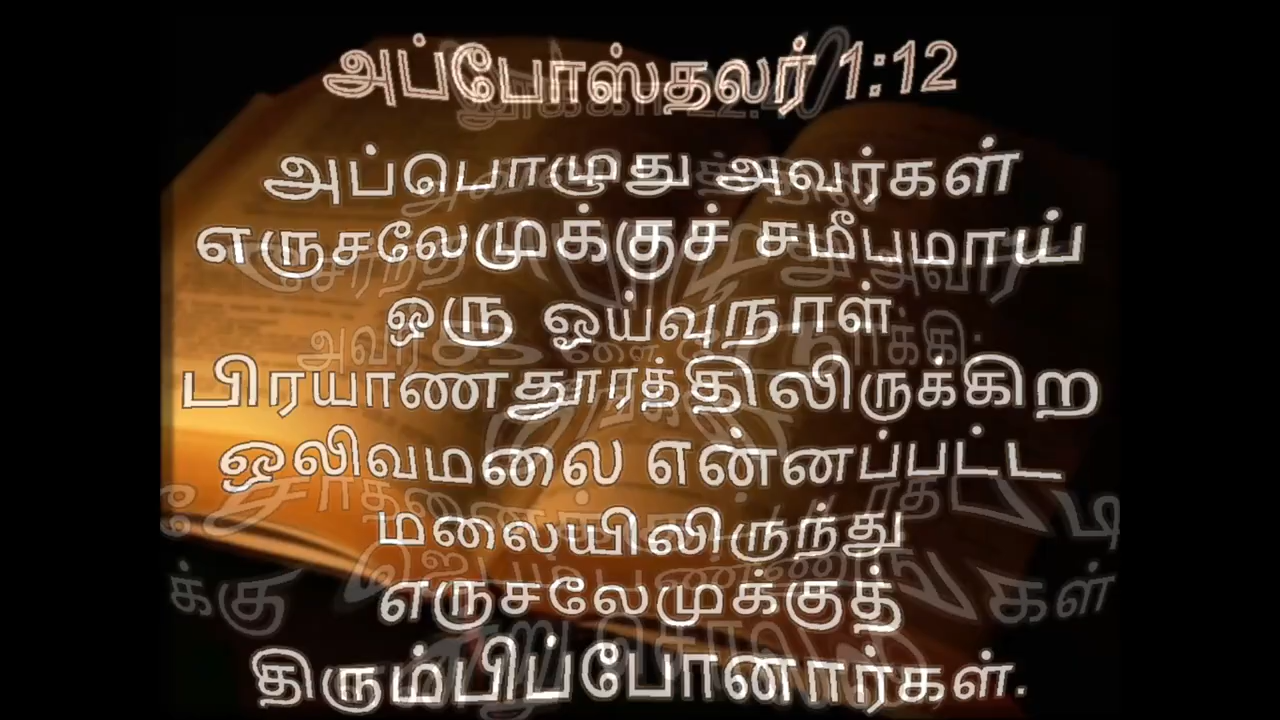 அப்போஸ்தலர் 1:12
அப்பொழுது அவர்கள்
எருசலேமுக்குச் சமீபமாய்
ஒரு ஓய்வுநாள்
பிரயாணதூரத்திலிருக்கிற
ஒலிவமலை என்னப்பட்ட
மலையிலிருந்து
எருசலேமுக்குத்
திரும்பிப்போனார்கள்.